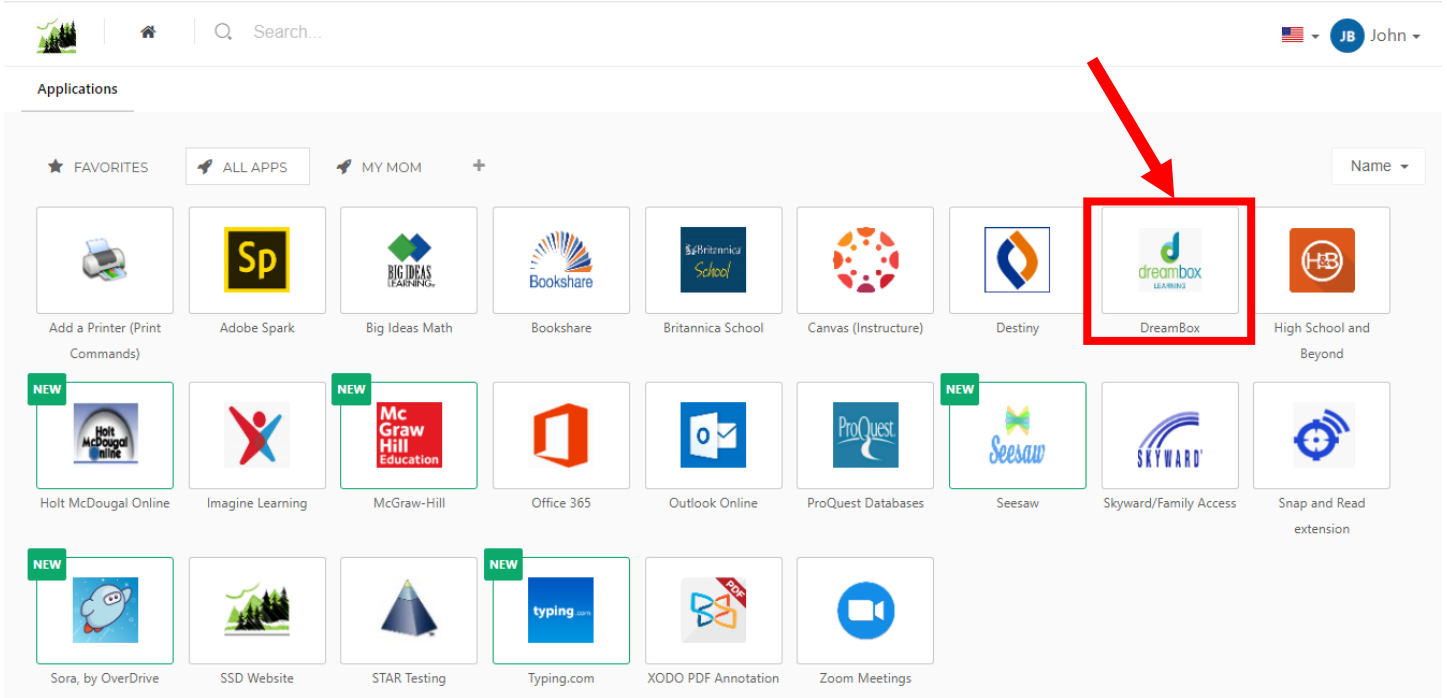 Search...
JB John
Applications
FAVORITES ALL APPS MY MOM + Name
Sp
BIG IDEAS
LEARNING
Bookshare
Britannica
School
dreambox
LEARNING
H&B
Add a Printer (Print
Commands)
Adobe Spark
Big Ideas Math
Bookshare
Britannica School
Canvas (Instructure)
Destiny
DreamBox
High School and
Beyond
NEW
Holt
McDougal
Online
NEW
Mc
Graw
Hill
Education
O
ProQuest
NEW
Seesaw
SKYWARD
Holt McDougal Online
Imagine Learning
McGraw-Hill
Office 365
Outlook Online
ProQuest Databases
Seesaw
Skyward/Family Access
Snap and Read
extension
NEW
NEW
typing.com
PDF
Sora, by OverDrive
SSD Website
STAR Testing
Typing.com
XODO PDF Annotation
Zoom Meetings